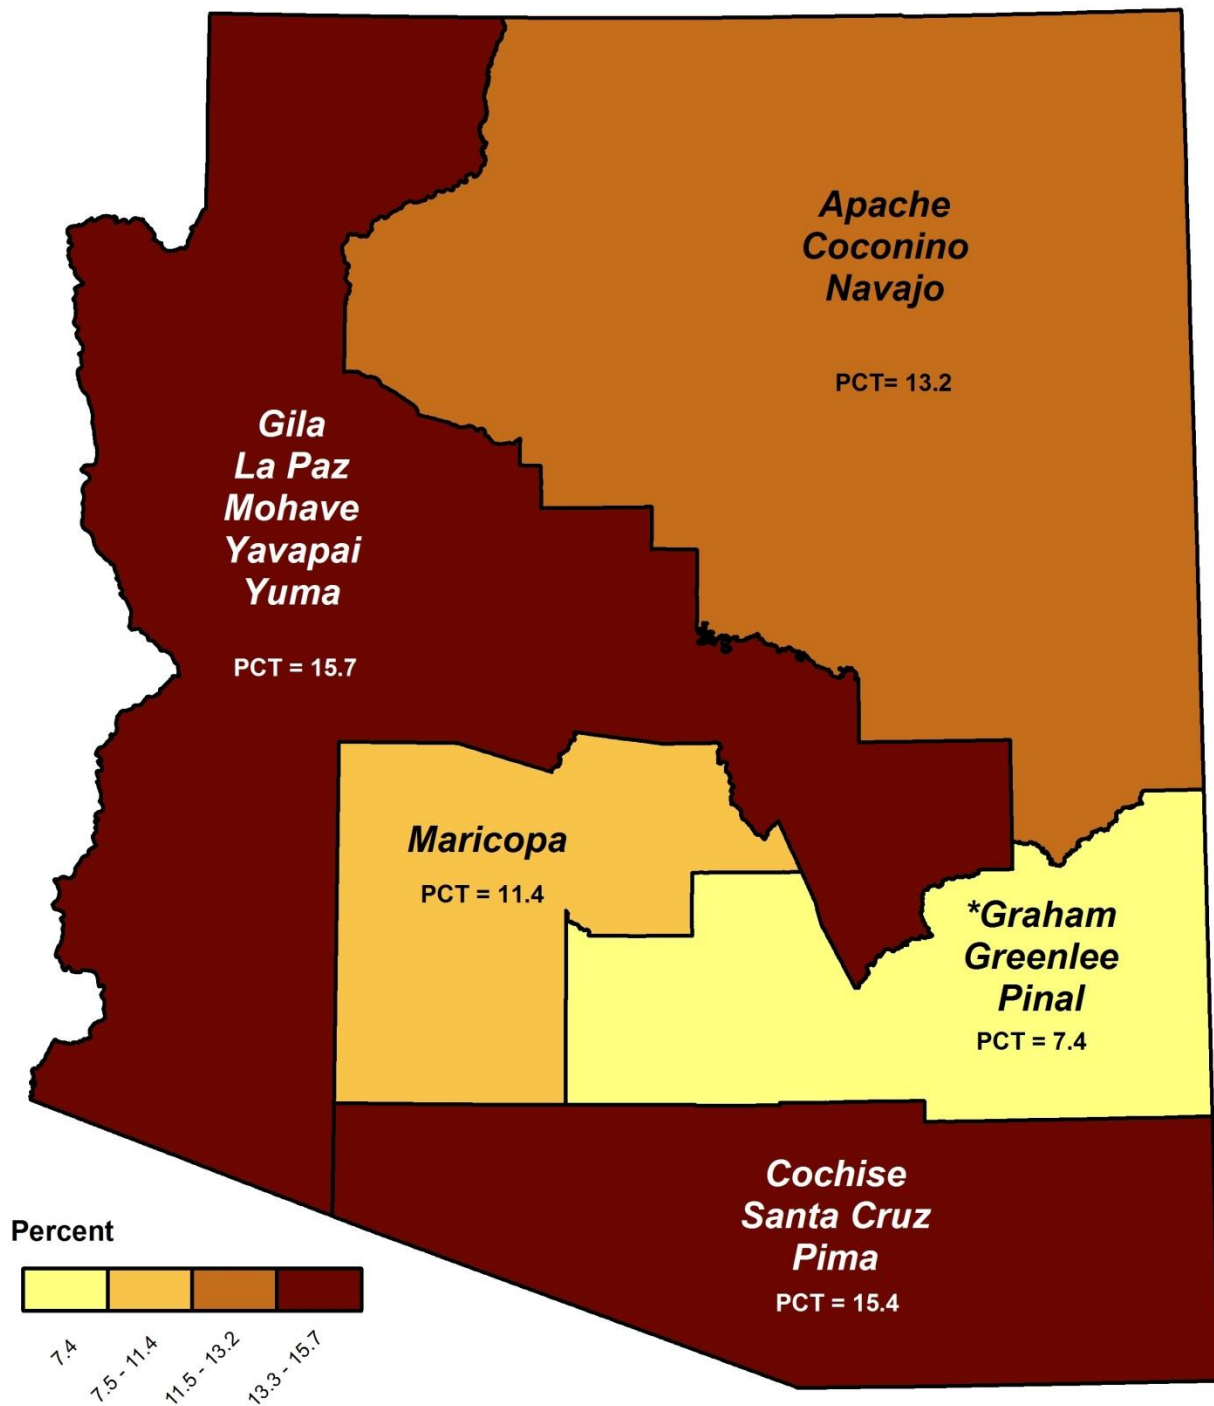 Apache
Coconino
Navajo
PCT= 13.2
Gila
La Paz
Mohave
Yavapai
Yuma
PCT = 15.7
Maricopa
PCT = 11.4
*Graham
Greenlee
Pinal
PCT = 7.4
Cochise
Santa Cruz
Pima
PCT = 15.4
Percent
7.4
7.5 - 11.4
11.5 - 13.2
13.3 - 15.7